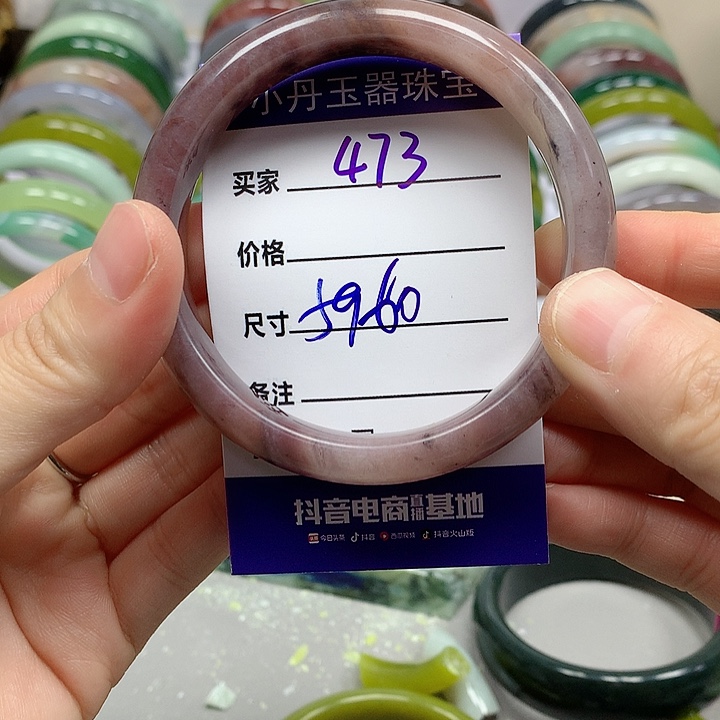 小丹玉器珠宝
买家 473
价格
尺寸 59-60
备注
抖音电商直播基地
今日头条 抖音 西瓜视频 抖音火山版